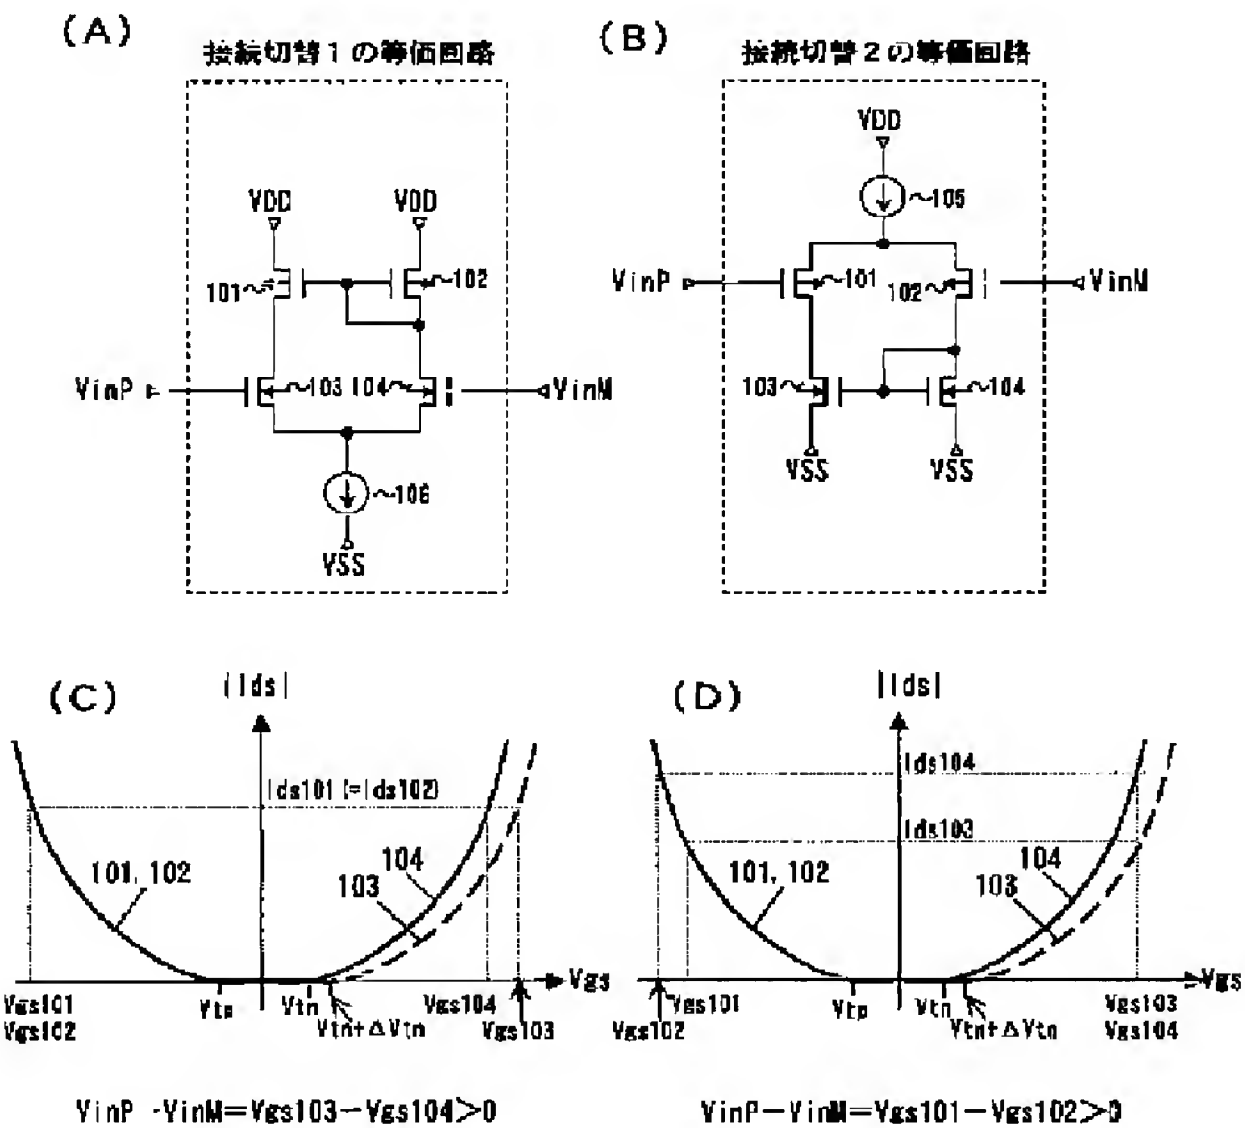 (A)
接続切替1の等価回路
VDD VDD
101 102
VinP 103 104 VinM
106
VSS
(B)
接続切替2の等価回路
VDD
105
VinP 101 102 VinM
103 104
VSS VSS
(C)
|Ids|
Ids101(=Ids102)
101, 102
104
103
Vgs
Vgs101
Vgs102
Vtp
Vtn
Vtn+ΔVtn
Vgs104
Vgs103
VinP-VinM=Vgs103-Vgs104>0
(D)
|Ids|
Ids104
Ids103
101, 102
104
103
Vgs
Vgs101
Vgs102
Vtp
Vtn
Vtn+ΔVtn
Vgs103
Vgs104
VinP-VinM=Vgs101-Vgs102>0